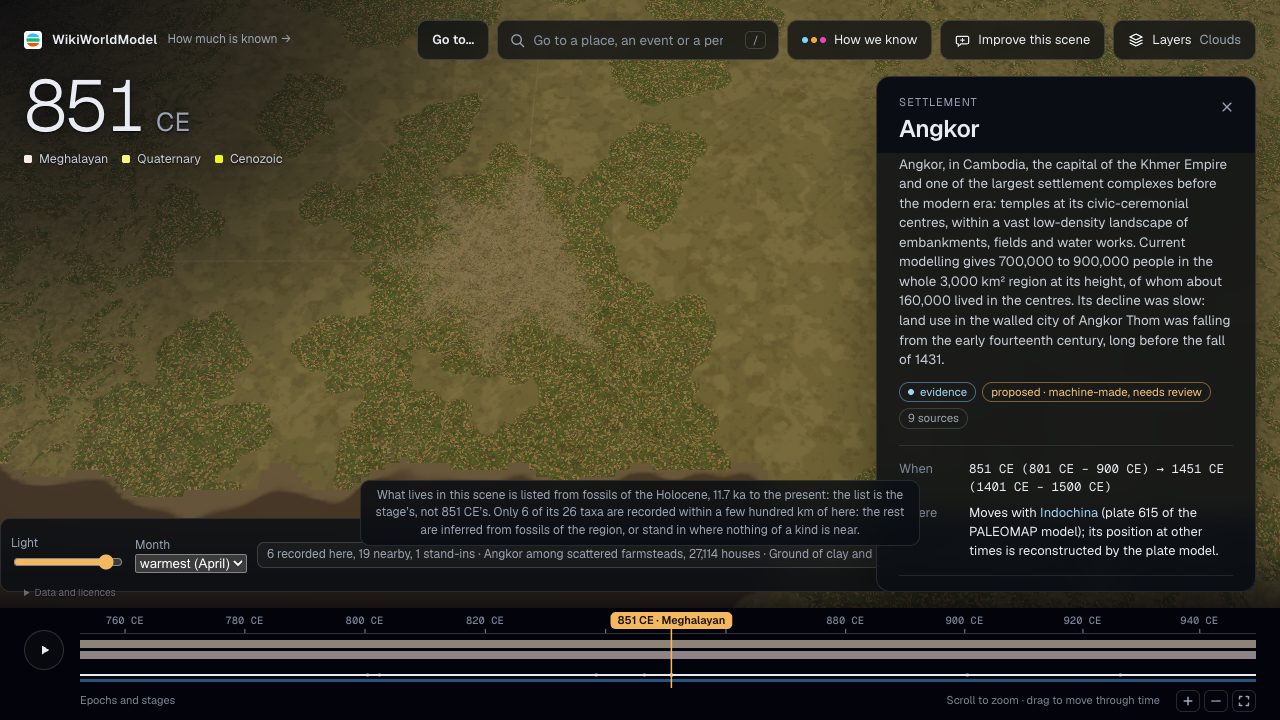 WikiWorldModel How much is known →
Go to...
Go to a place, an event or a per
/
How we know
Improve this scene
Layers Clouds
851 CE
Meghalayan Quaternary Cenozoic
SETTLEMENT
Angkor
Angkor, in Cambodia, the capital of the Khmer Empire
and one of the largest settlement complexes before
the modern era: temples at its civic-ceremonial
centres, within a vast low-density landscape of
embankments, fields and water works. Current
modelling gives 700,000 to 900,000 people in the
whole 3,000 km² region at its height, of whom about
160,000 lived in the centres. Its decline was slow:
land use in the walled city of Angkor Thom was falling
from the early fourteenth century, long before the fall
of 1431.
evidence
proposed · machine-made, needs review
9 sources
When
851 CE (801 CE – 900 CE) → 1451 CE
(1401 CE – 1500 CE)
ere
Moves with Indochina (plate 615 of the
PALEOMAP model); its position at other
times is reconstructed by the plate model.
What lives in this scene is listed from fossils of the Holocene, 11.7 ka to the present: the list is the
stage's, not 851 CE's. Only 6 of its 26 taxa are recorded within a few hundred km of here: the rest
are inferred from fossils of the region, or stand in where nothing of a kind is near.
Light
Month
warmest (April)
6 recorded here, 19 nearby, 1 stand-ins · Angkor among scattered farmsteads, 27,114 houses · Ground of clay and
Data and licences
760 CE 780 CE 800 CE 820 CE 851 CE · Meghalayan 880 CE 900 CE 920 CE 940 CE
Epochs and stages
Scroll to zoom · drag to move through time